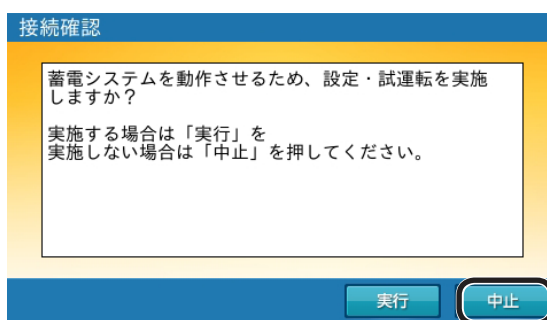 接続確認
蓄電システムを動作させるため、設定・試運転を実施
しますか？
実施する場合は「実行」を
実施しない場合は「中止」を押してください。
実行
中止